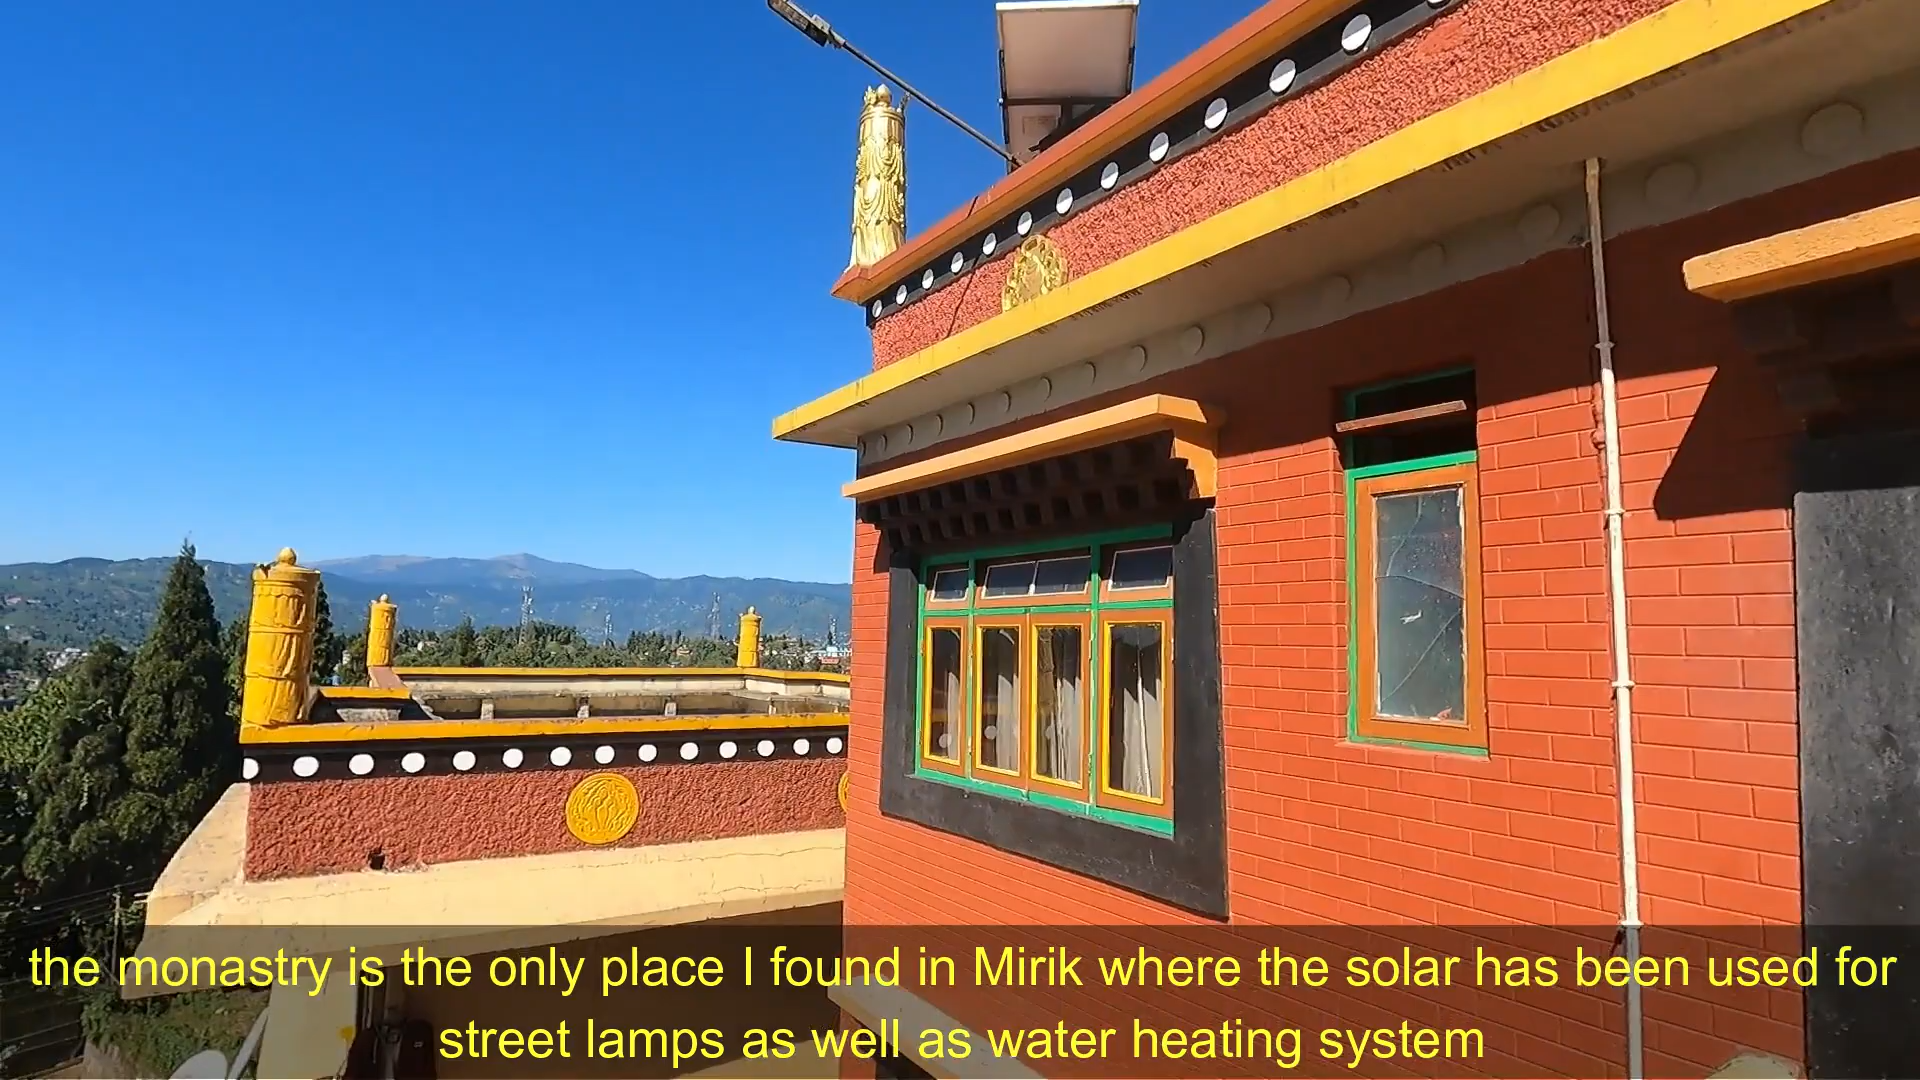 the monastry is the only place I found in Mirik where the solar has been used for
street lamps as well as water heating system